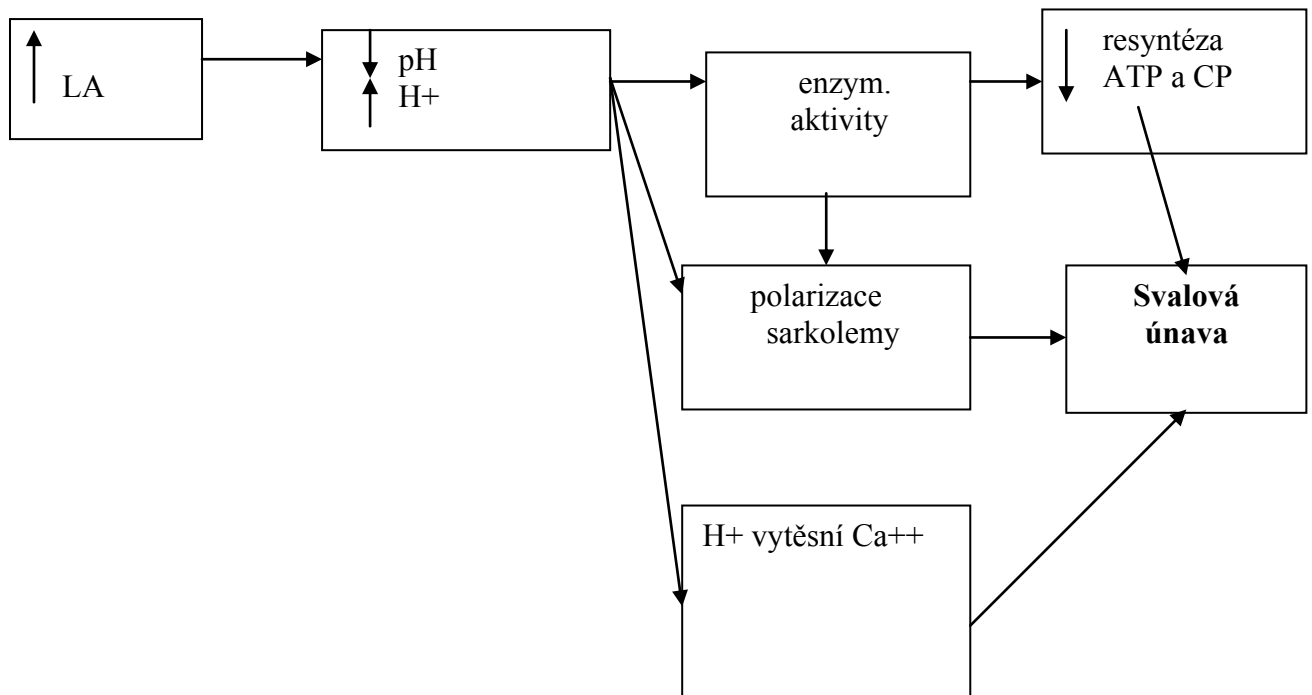 LA
pH
H+
enzym.
aktivity
resyntéza
ATP a CP
polarizace
sarkolemy
Svalová
únava
H+ vytěsní Ca++